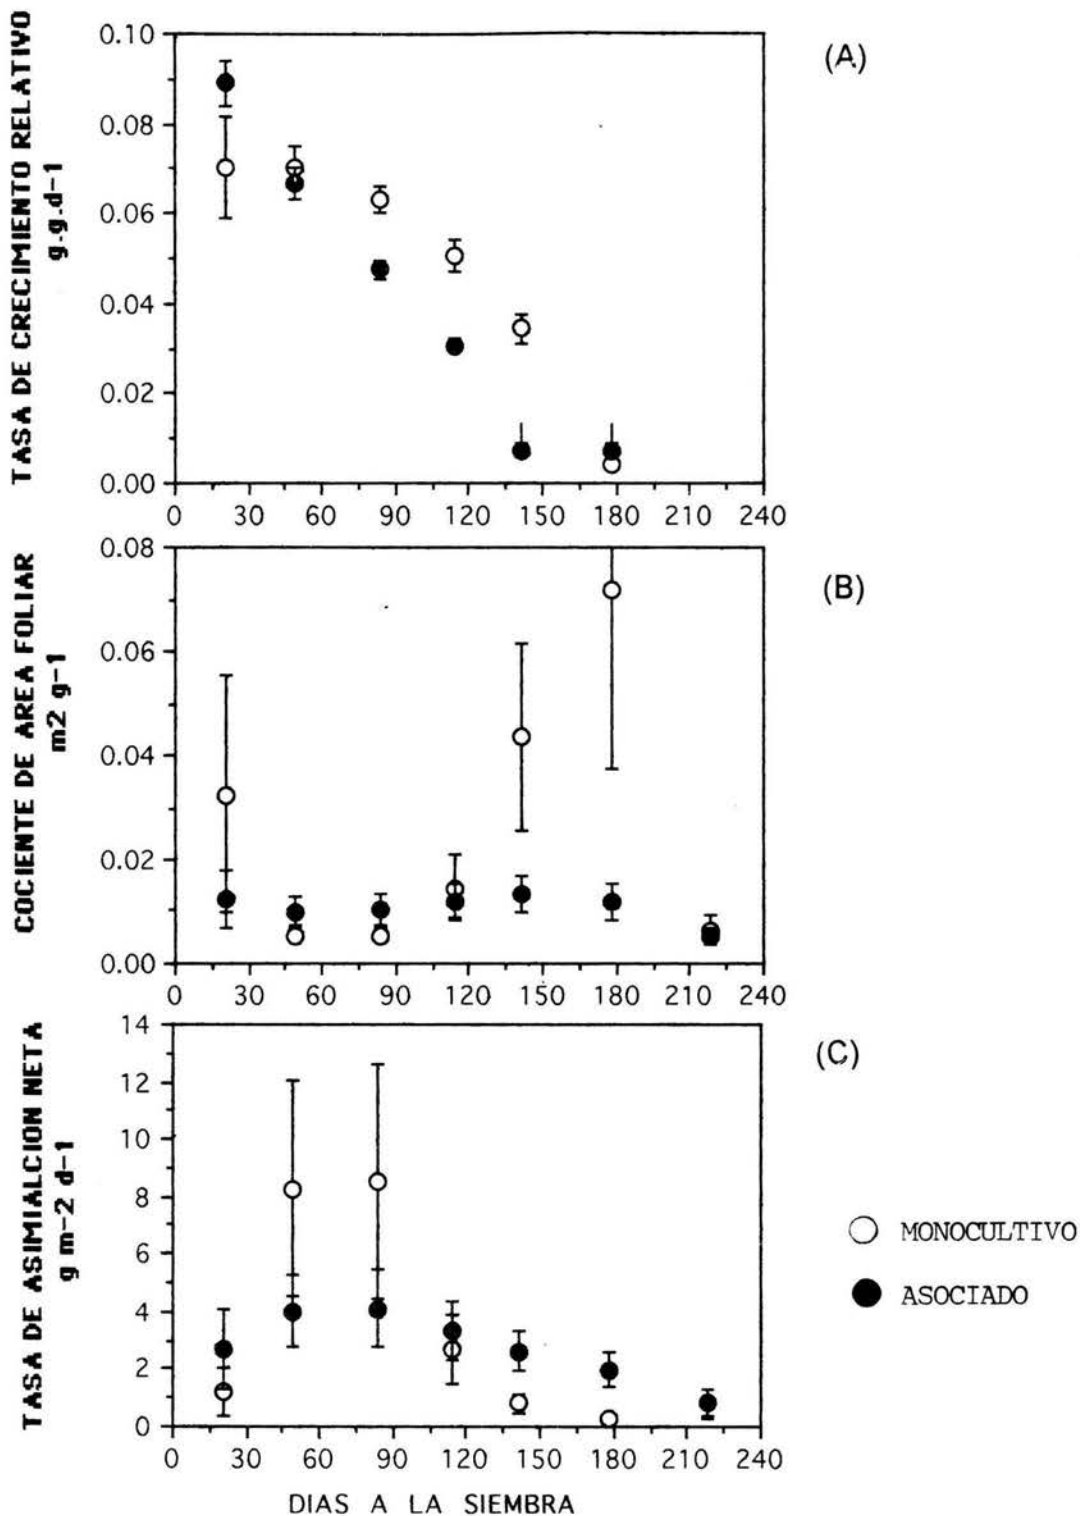 TASA DE CRECIMIENTO RELATIVO
g.g.d-1
0.10
0.08
0.06
0.04
0.02
0.00
0 30 60 90 120 150 180 210 240
(A)
COCIENTE DE AREA FOLIAR
m2 g-1
0.08
0.06
0.04
0.02
0.00
0 30 60 90 120 150 180 210 240
(B)
TASA DE ASIMIALCION NETA
g m-2 d-1
14
12
10
8
6
4
2
0
0 30 60 90 120 150 180 210 240
DIAS A LA SIEMBRA
(C)
MONOCULTIVO
ASOCIADO